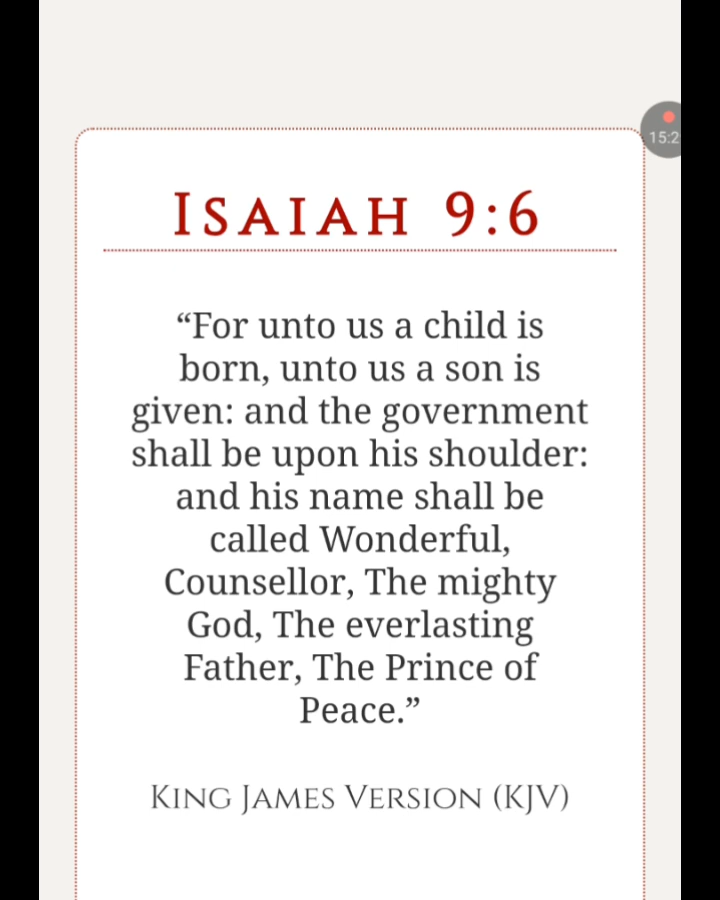 15:2
Isaiah 9:6
“For unto us a child is
born, unto us a son is
given: and the government
shall be upon his shoulder:
and his name shall be
called Wonderful,
Counsellor, The mighty
God, The everlasting
Father, The Prince of
Peace.”
King James Version (KJV)